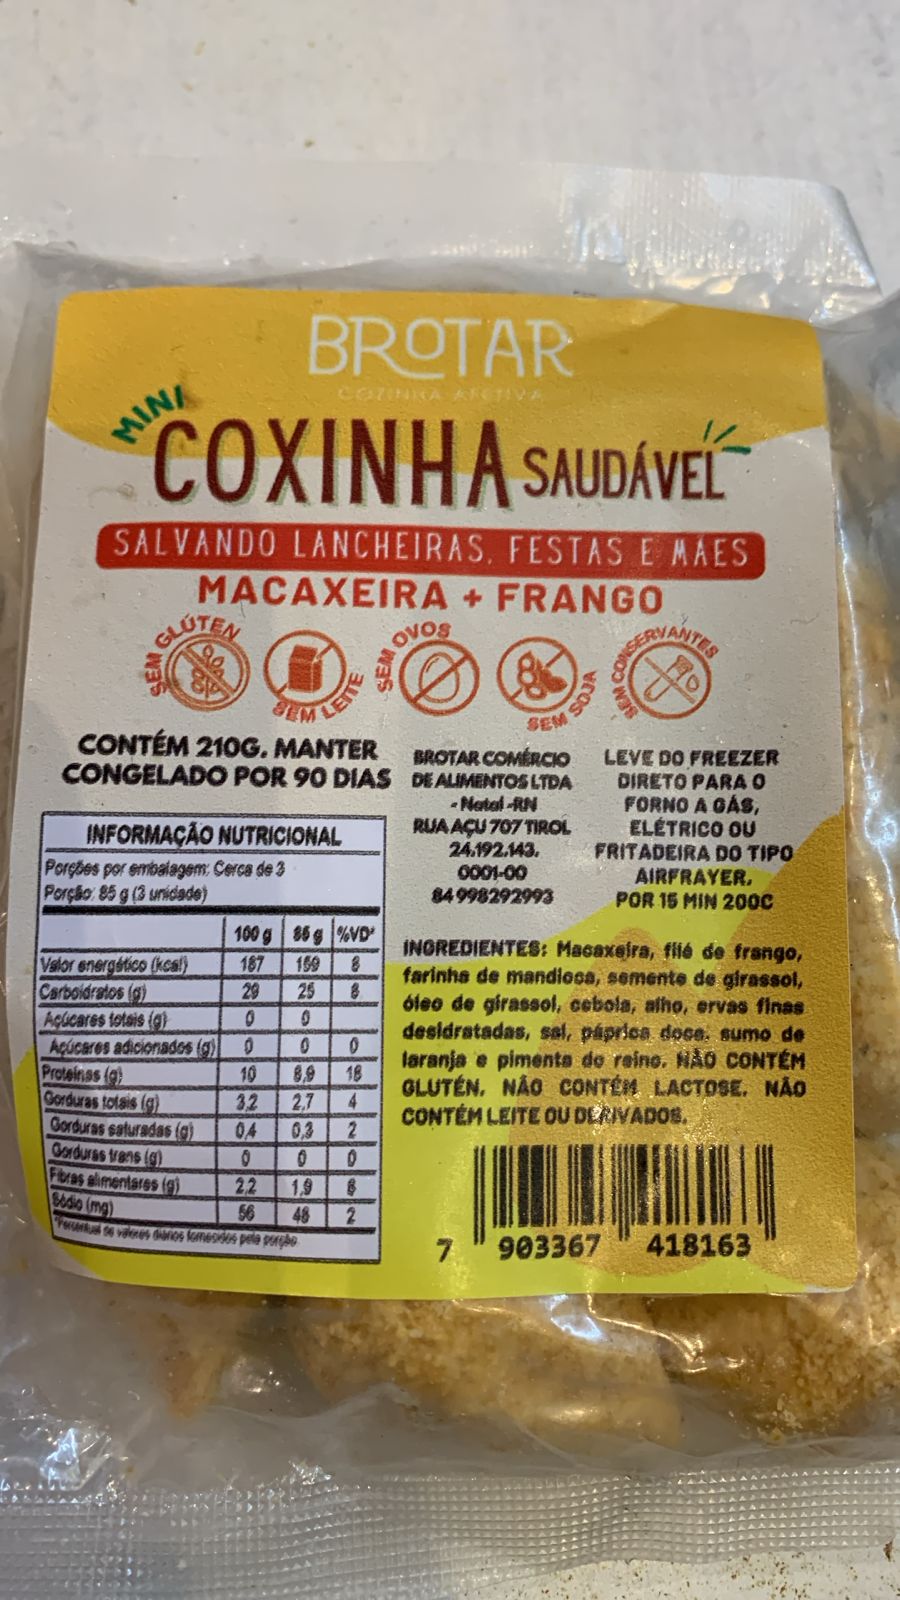 BROTAR
COZINHA AFETIVA
MINI
COXINHA SAUDÁVEL
SALVANDO LANCHEIRAS, FESTAS E MÃES
MACAXEIRA + FRANGO
SEM GLÚTEN
SEM LEITE
SEM OVOS
SEM SOJA
SEM CONSERVANTES
CONTÉM 210G. MANTER
CONGELADO POR 90 DIAS
BROTAR COMÉRCIO
DE ALIMENTOS LTDA
- Natal -RN
RUA AÇU 707 TIROL
24.192.143.
0001-00
84 998292993
LEVE DO FREEZER
DIRETO PARA O
FORNO A GÁS,
ELÉTRICO OU
FRITADEIRA DO TIPO
AIRFRAYER.
POR 15 MIN 200C
INFORMAÇÃO NUTRICIONAL
Porções por embalagem: Cerca de 3
Porção: 85 g (3 unidade)
100 g 85 g %VD*
Valor energético (kcal) 187 159 8
Carboidratos (g) 29 25 8
Açúcares totais (g) 0 0
Açúcares adicionados (g) 0 0 0
Proteínas (g) 10 8,9 18
Gorduras totais (g) 3,2 2,7 4
Gorduras saturadas (g) 0,4 0,3 2
Gorduras trans (g) 0 0 0
Fibras alimentares (g) 2,2 1,9 8
Sódio (mg) 56 48 2
*Percentual de valores diários fornecidos pela porção
INGREDIENTES: Macaxeira, filé de frango,
farinha de mandioca, semente de girassol,
óleo de girassol, cebola, alho, ervas finas
desidratadas, sal, páprica doce, sumo de
laranja e pimenta do reino. NÃO CONTÉM
GLUTÉN. NÃO CONTÉM LACTOSE. NÃO
CONTÉM LEITE OU DERIVADOS.
7 903367 418163